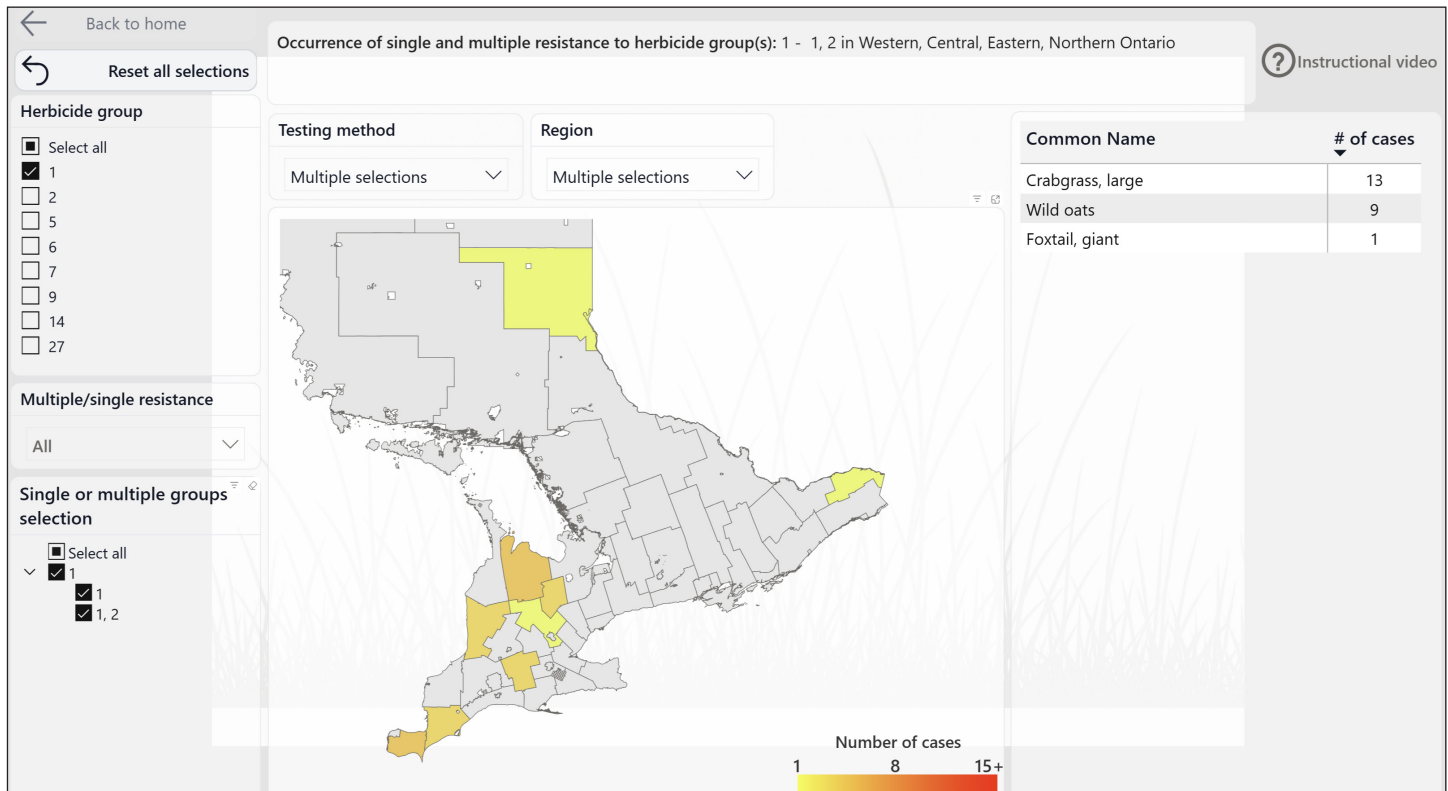 Back to home
Reset all selections
Occurrence of single and multiple resistance to herbicide group(s): 1 - 1, 2 in Western, Central, Eastern, Northern Ontario
Instructional video
Herbicide group
Select all
1
2
5
6
7
9
14
27
Multiple/single resistance
All
Single or multiple groups
selection
Select all
1
1
1, 2
Testing method
Multiple selections
Region
Multiple selections
Common Name # of cases
Crabgrass, large 13
Wild oats 9
Foxtail, giant 1
Number of cases
1 8 15+